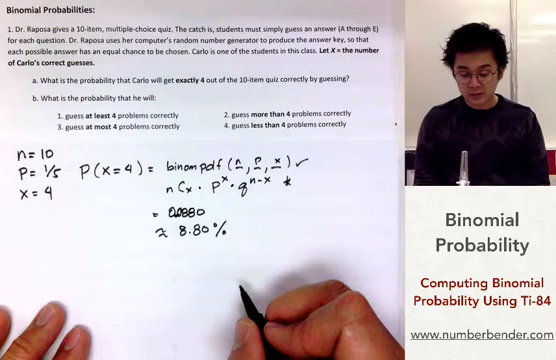 Binomial Probabilities:
1. Dr. Raposa gives a 10-item, multiple-choice quiz. The catch is, students must simply guess an answer (A through E)
for each question. Dr. Raposa uses her computer's random number generator to produce the answer key, so that
each possible answer has an equal chance to be chosen. Carlo is one of the students in this class. Let X = the number
of Carlo's correct guesses.
a. What is the probability that Carlo will get exactly 4 out of the 10-item quiz correctly by guessing?
b. What is the probability that he will:
1. guess at least 4 problems correctly 2. guess more than 4 problems correctly
3. guess at most 4 problems correctly 4. guess less than 4 problems correctly
n = 10
P = 1/5
x = 4
P(x=4) = binompdf (n, p, x) ✓
nCx · p^x · q^n-x *
= 0.0880
≈ 8.80%
Binomial
Probability
Computing Binomial
Probability Using Ti-84
www.numberbender.com